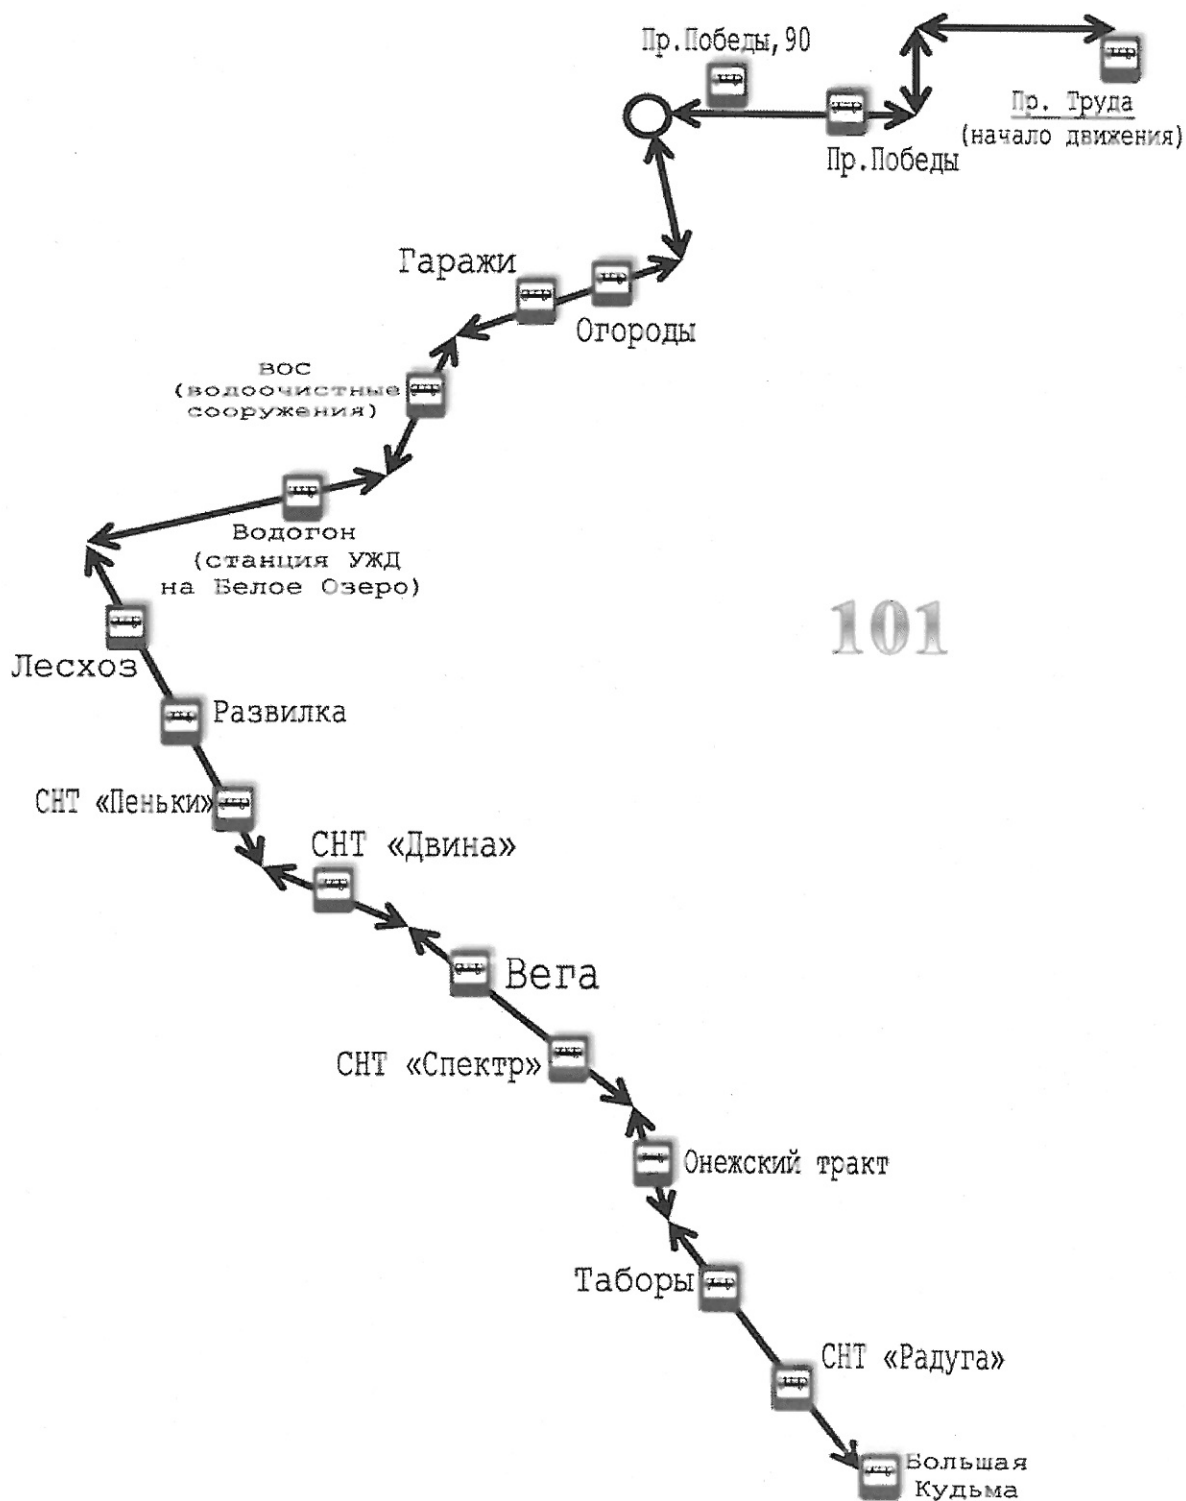 Пр.Победы,90
Пр. Труда
(начало движения)
Пр.Победы
Гаражи
Огороды
ВОС
(водоочистные
сооружения)
Водогон
(станция УЖД
на Белое Озеро)
101
Лесхоз
Развилка
СНТ «Пеньки»
СНТ «Двина»
Вега
СНТ «Спектр»
Онежский тракт
Таборы
СНТ «Радуга»
Большая
Кудьма